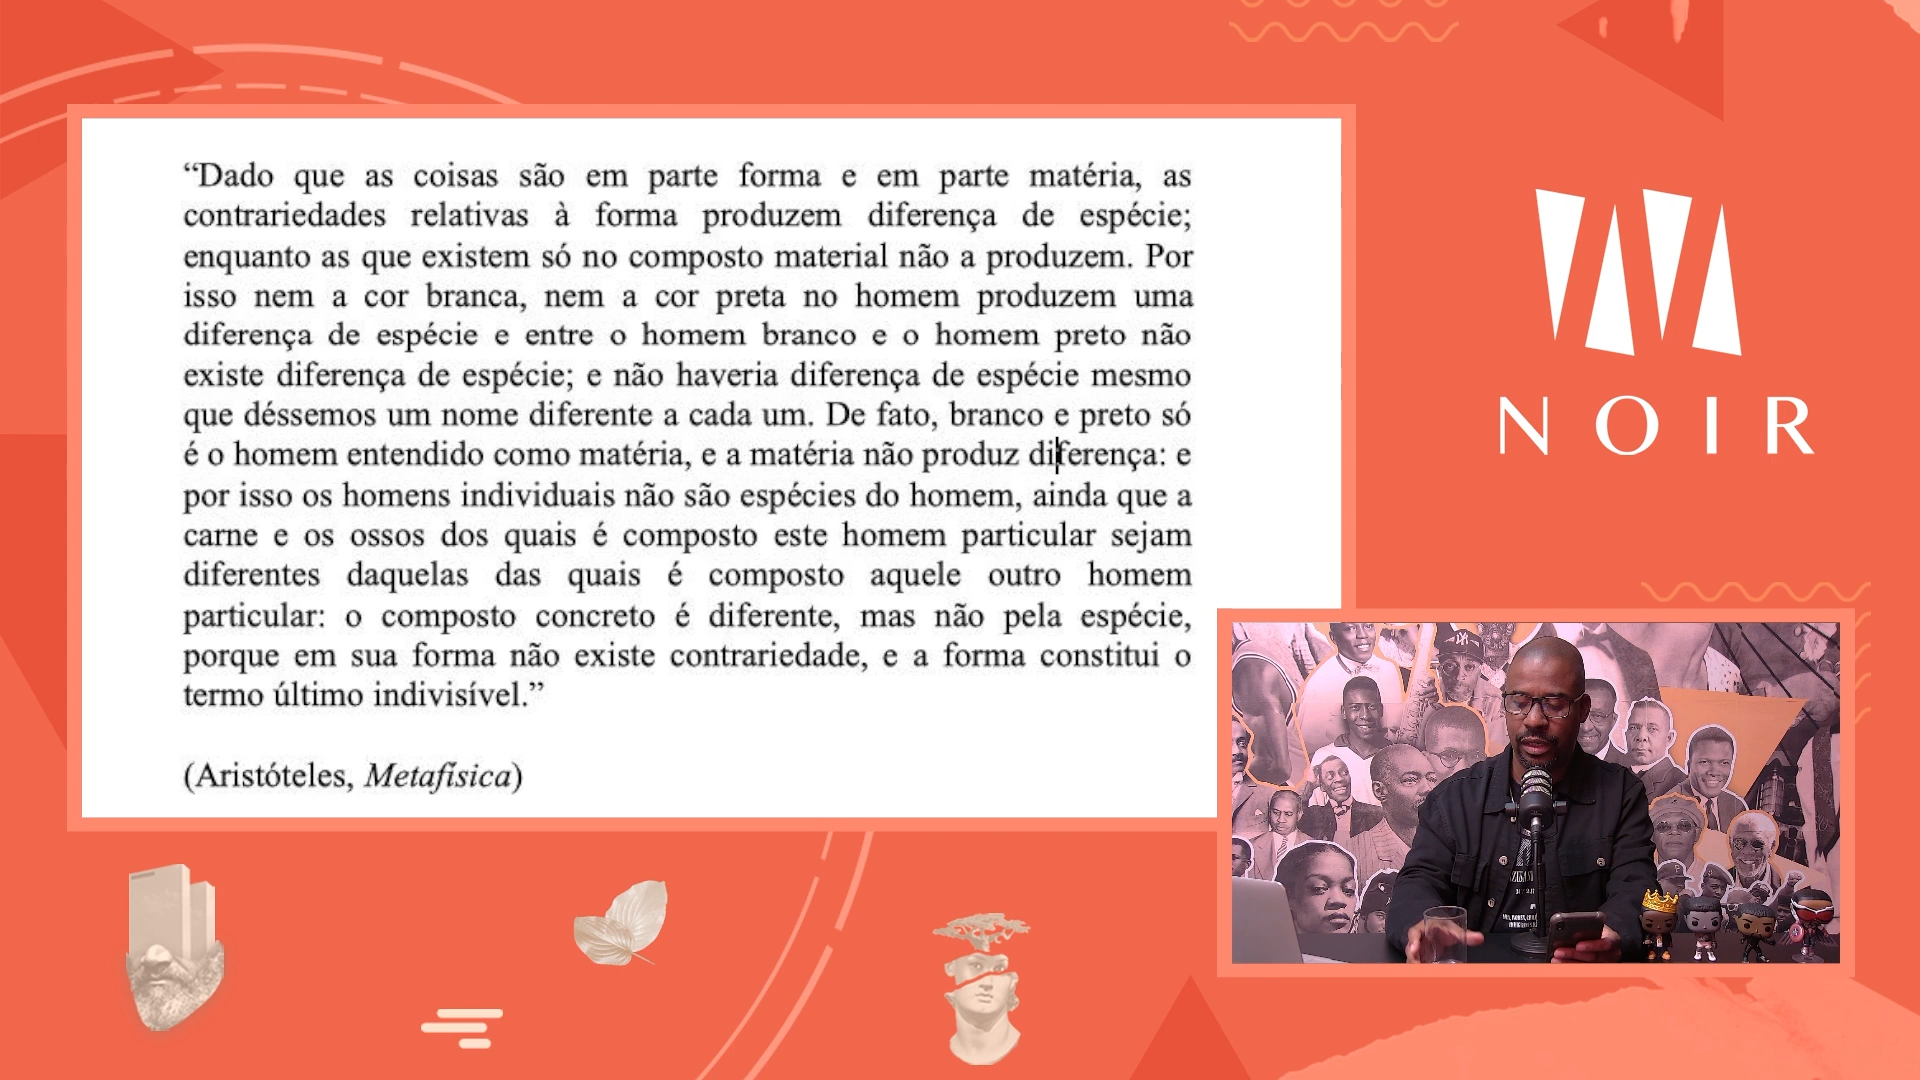 “Dado que as coisas são em parte forma e em parte matéria, as
contrariedades relativas à forma produzem diferença de espécie;
enquanto as que existem só no composto material não a produzem. Por
isso nem a cor branca, nem a cor preta no homem produzem uma
diferença de espécie e entre o homem branco e o homem preto não
existe diferença de espécie; e não haveria diferença de espécie mesmo
que déssemos um nome diferente a cada um. De fato, branco e preto só
é o homem entendido como matéria, e a matéria não produz diferença: e
por isso os homens individuais não são espécies do homem, ainda que a
carne e os ossos dos quais é composto este homem particular sejam
diferentes daquelas das quais é composto aquele outro homem
particular: o composto concreto é diferente, mas não pela espécie,
porque em sua forma não existe contrariedade, e a forma constitui o
termo último indivisível.”
(Aristóteles, Metafísica)
NOIR